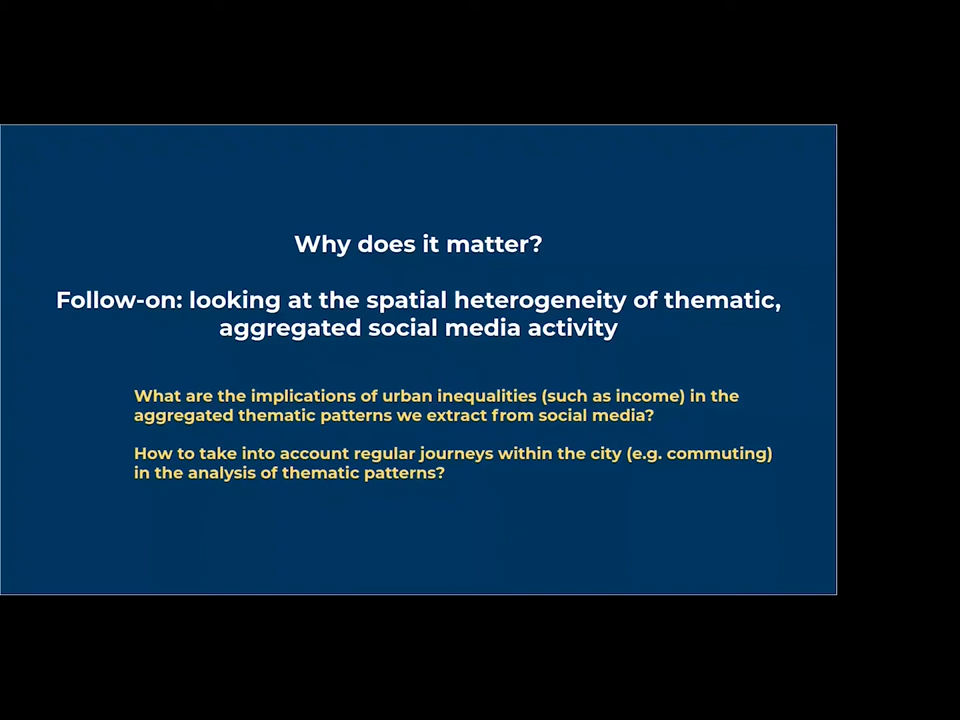 Why does it matter?
Follow-on: looking at the spatial heterogeneity of thematic,
aggregated social media activity
What are the implications of urban inequalities (such as income) in the
aggregated thematic patterns we extract from social media?
How to take into account regular journeys within the city (e.g. commuting)
in the analysis of thematic patterns?